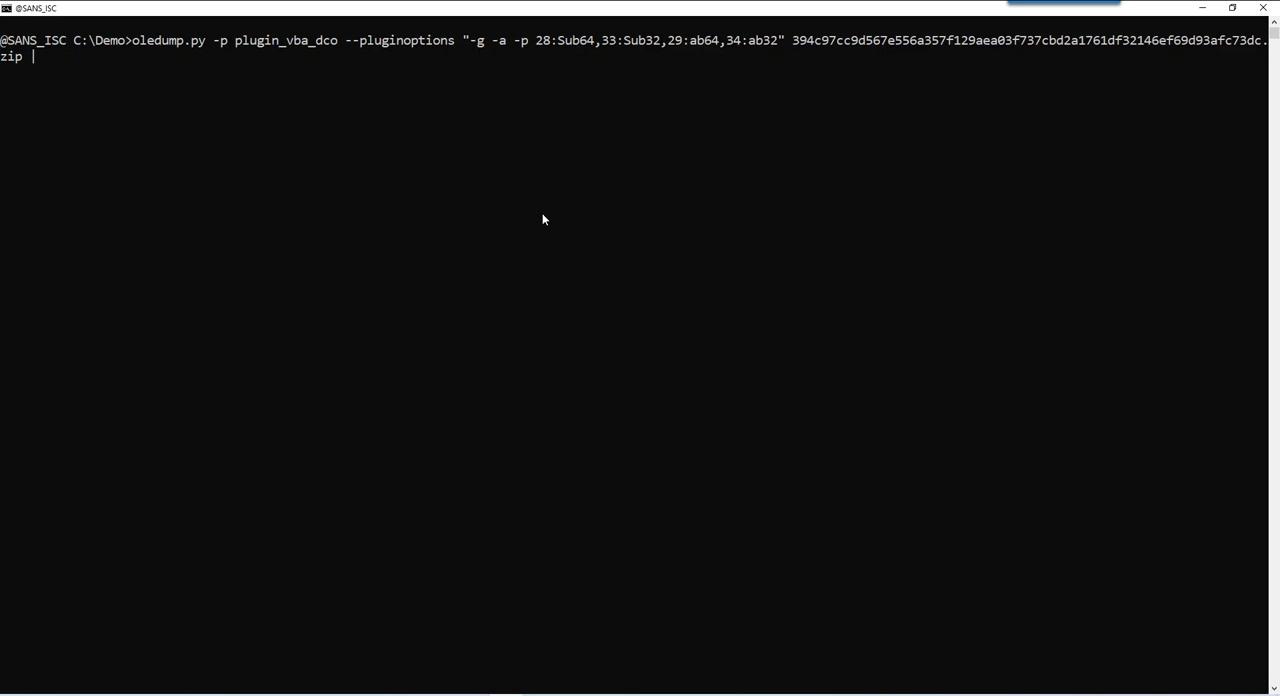 @SANS_ISC
@SANS_ISC C:\Demo>oledump.py -p plugin_vba_dco --pluginoptions "-g -a -p 28:Sub64,33:Sub32,29:ab64,34:ab32" 394c97cc9d567e556a357f129aea03f737cbd2a1761df32146ef69d93afc73dc.
zip |